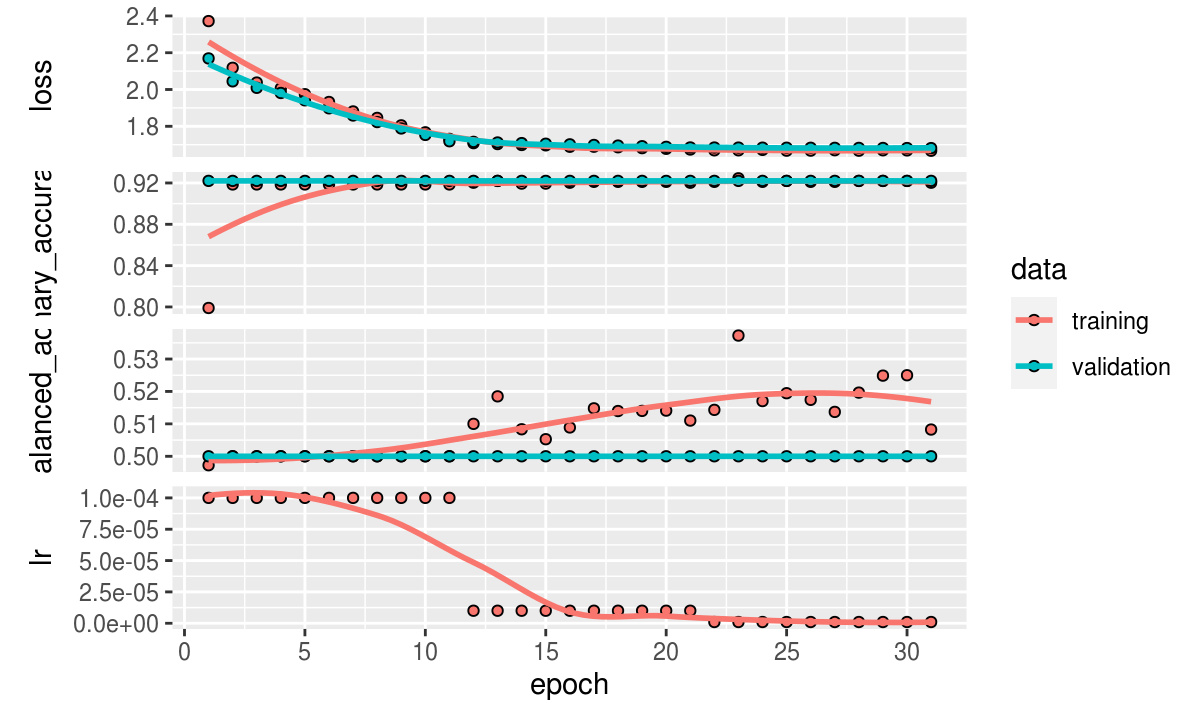 loss
2.4
2.2
2.0
1.8
nary_accura
0.92
0.88
0.84
0.80
alanced_ac
0.53
0.52
0.51
0.50
lr
1.0e-04
7.5e-05
5.0e-05
2.5e-05
0.0e+00
0 5 10 15 20 25 30
epoch
data
training
validation